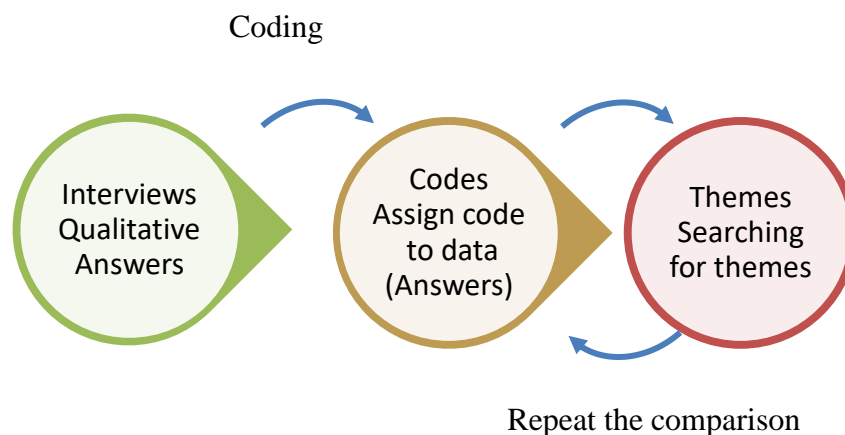 Coding
Interviews
Qualitative
Answers
Codes
Assign code
to data
(Answers)
Themes
Searching
for themes
Repeat the comparison